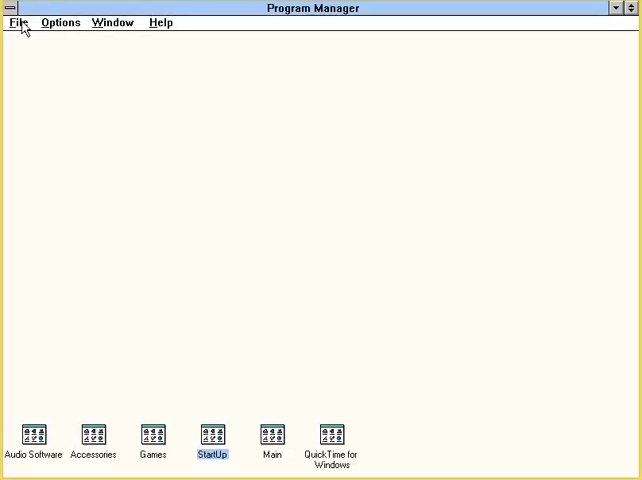 Program Manager
File Options Window Help
Audio Software Accessories Games StartUp Main QuickTime for
Windows